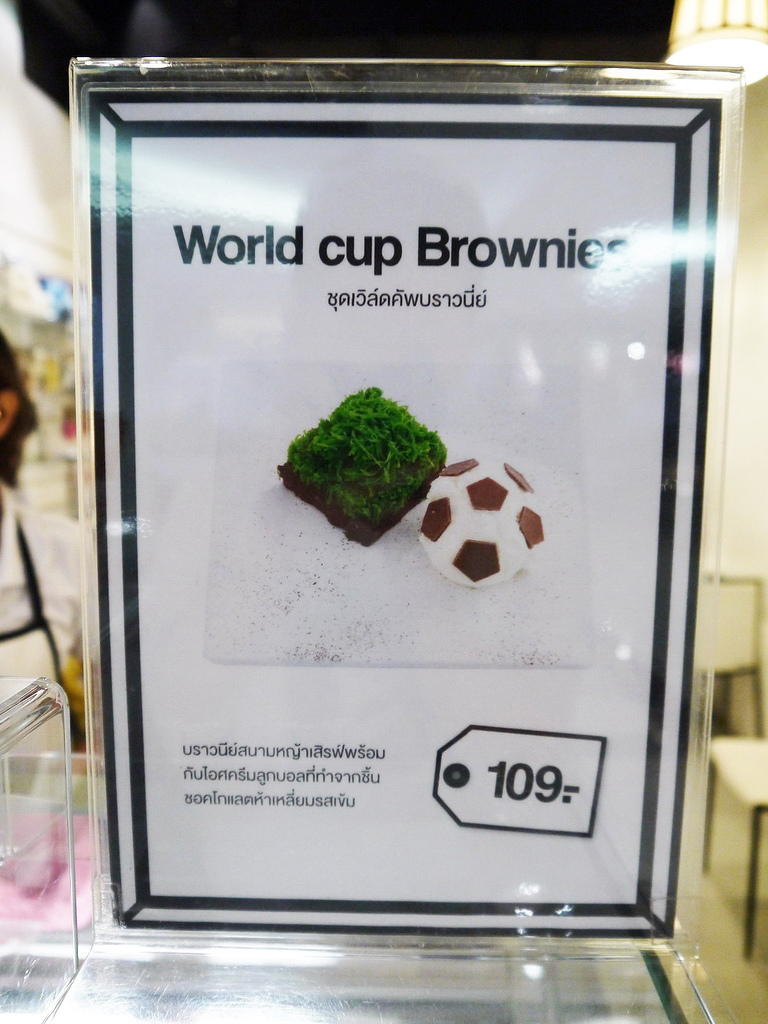 World cup Brownies
ชุดเวิล์ดคัพบราวนี่ย์
บราวนีย์สนามหญ้าเสิรฟ์พร้อม
กับไอศครีมลูกบอลที่ทำจากชิ้น
ชอคโกแลตห้าเหลี่ยมรสเข้ม
109.-